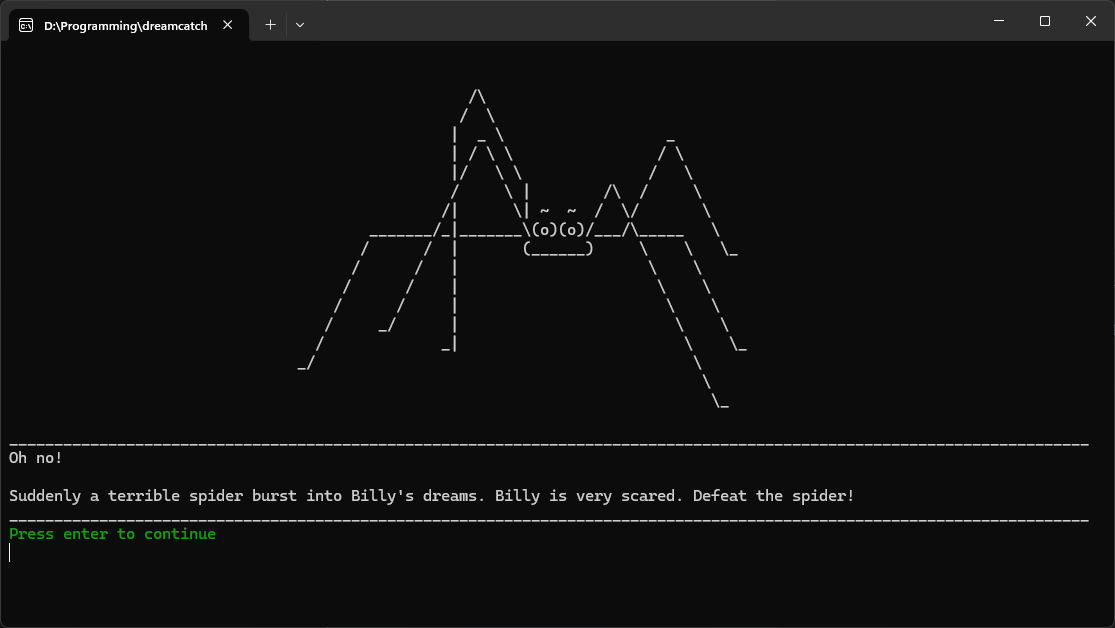 D:\Programming\dreamcatch
Oh no!
Suddenly a terrible spider burst into Billy's dreams. Billy is very scared. Defeat the spider!
Press enter to continue